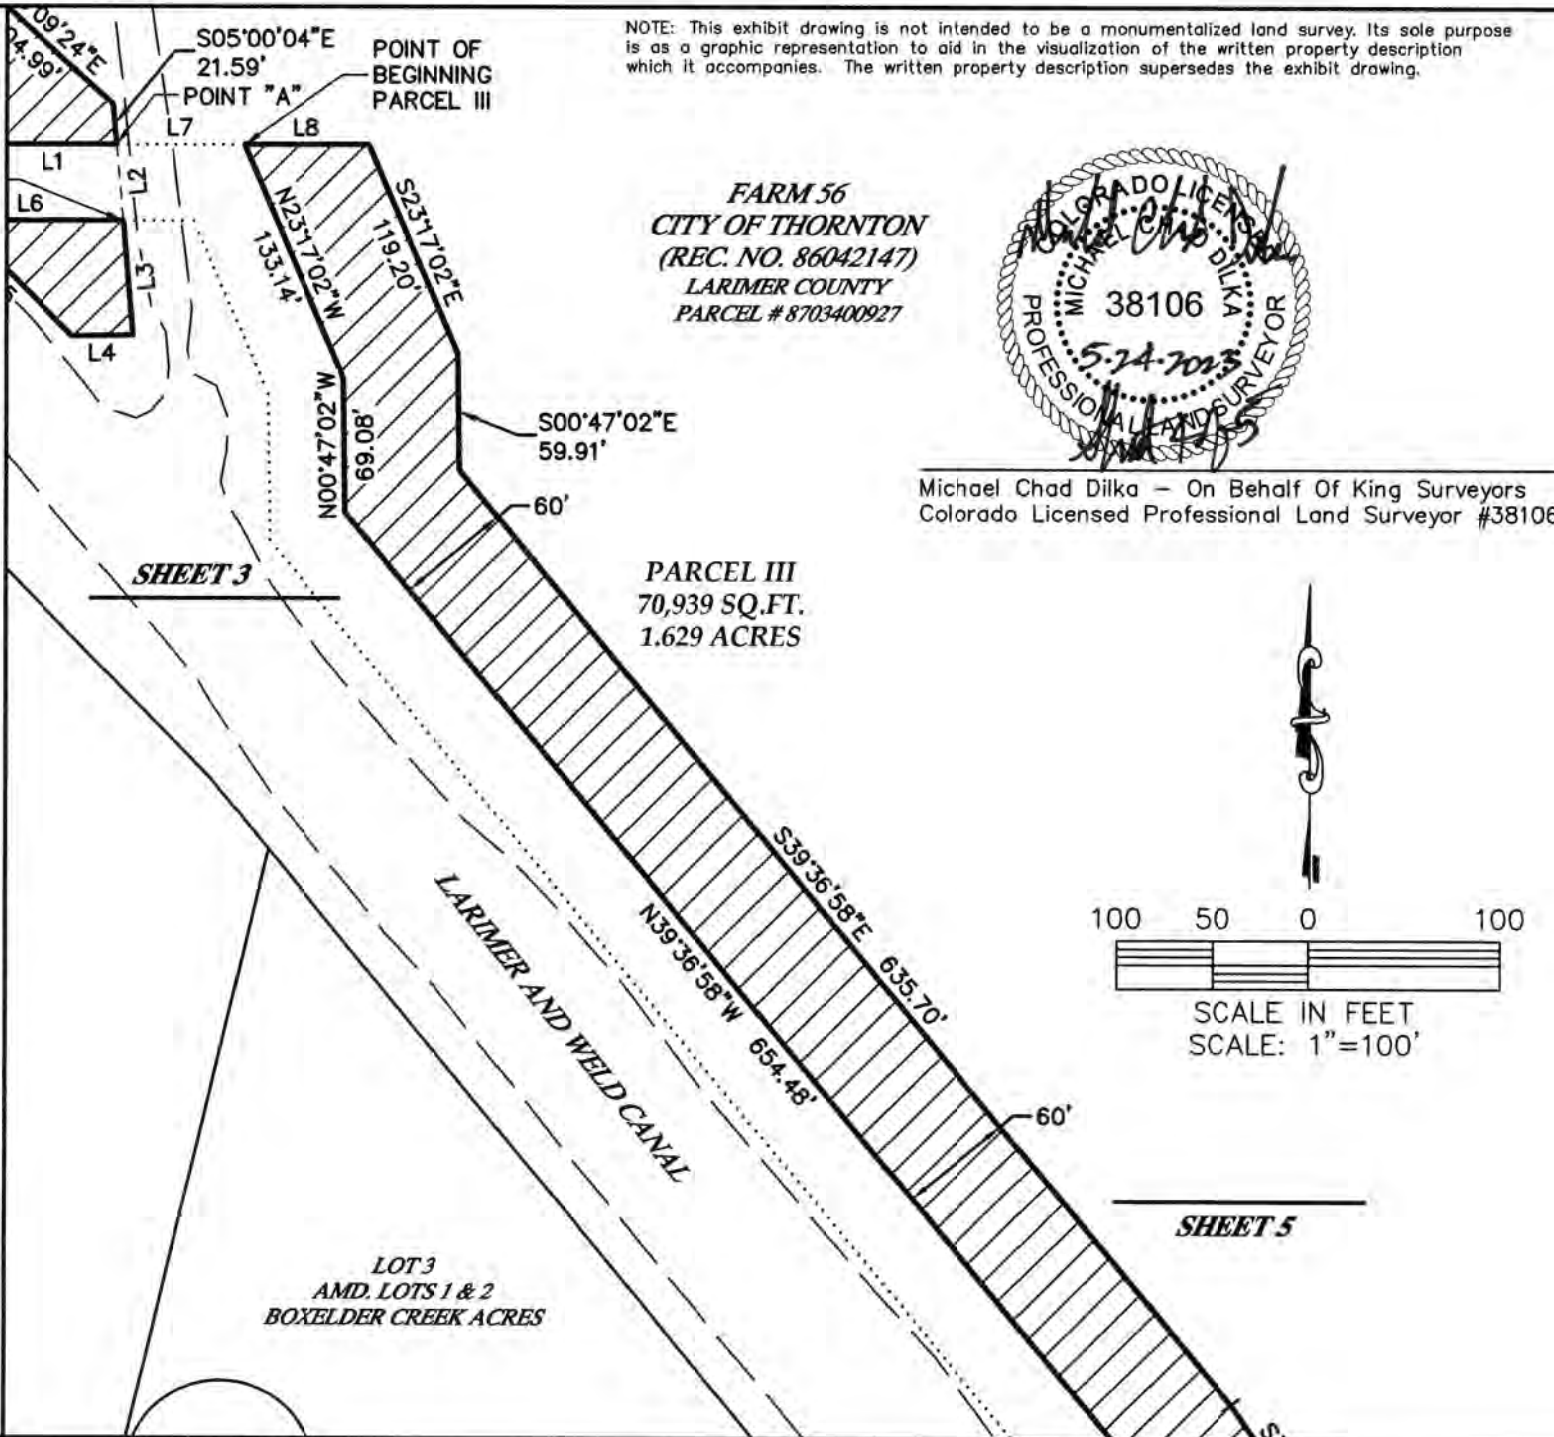 NOTE: This exhibit drawing is not intended to be a monumentalized land survey. Its sole purpose
is as a graphic representation to aid in the visualization of the written property description
which it accompanies. The written property description supersedes the exhibit drawing.
09'24"E
04.99'
S05°00'04"E
21.59'
POINT "A"
POINT OF
BEGINNING
PARCEL III
L7
L8
L1
L2
L6
L3
L4
N23°17'02"W
133.14'
S23°17'02"E
119.20'
FARM 56
CITY OF THORNTON
(REC. NO. 86042147)
LARIMER COUNTY
PARCEL # 8703400927
COLORADO LICENSED
MICHAEL CHAD DILKA
38106
5-24-2023
PROFESSIONAL LAND SURVEYOR
N00°47'02"W
69.08'
S00°47'02"E
59.91'
60'
Michael Chad Dilka – On Behalf Of King Surveyors
Colorado Licensed Professional Land Surveyor #38106
SHEET 3
PARCEL III
70,939 SQ.FT.
1.629 ACRES
S39°36'58"E 635.70'
N39°36'58"W 654.48'
LARIMER AND WELD CANAL
100 50 0 100
SCALE IN FEET
SCALE: 1"=100'
60'
SHEET 5
LOT 3
AMD. LOTS 1 & 2
BOXELDER CREEK ACRES